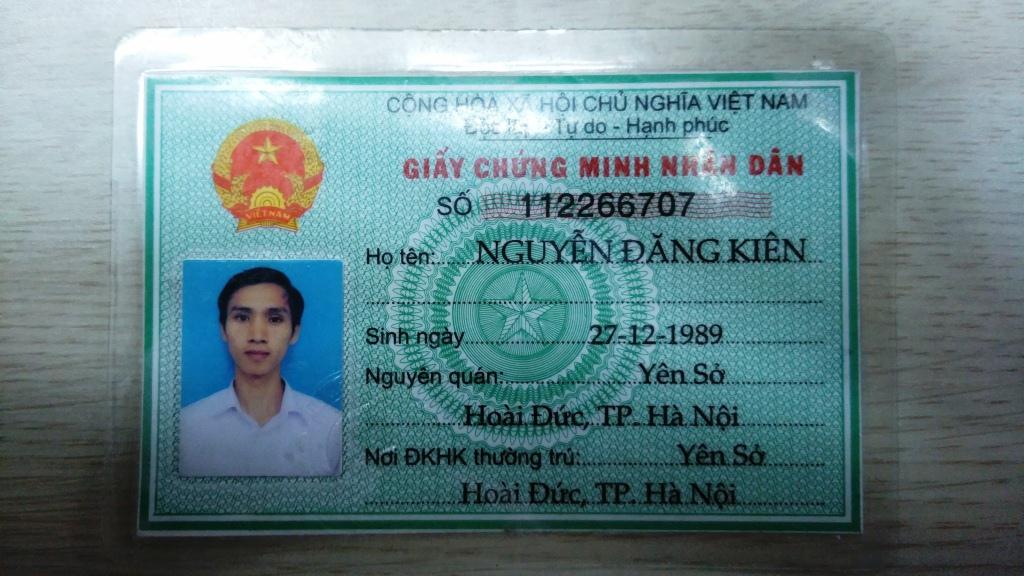 CỘNG HÒA XÃ HỘI CHỦ NGHĨA VIỆT NAM
Độc lập - Tự do - Hạnh phúc
GIẤY CHỨNG MINH NHÂN DÂN
SỐ 112266707
VIỆT NAM
Họ tên: NGUYỄN ĐĂNG KIÊN
Sinh ngày 27-12-1989
Nguyên quán: Yên Sở
Hoài Đức, TP. Hà Nội
Nơi ĐKHK thường trú: Yên Sở
Hoài Đức, TP. Hà Nội